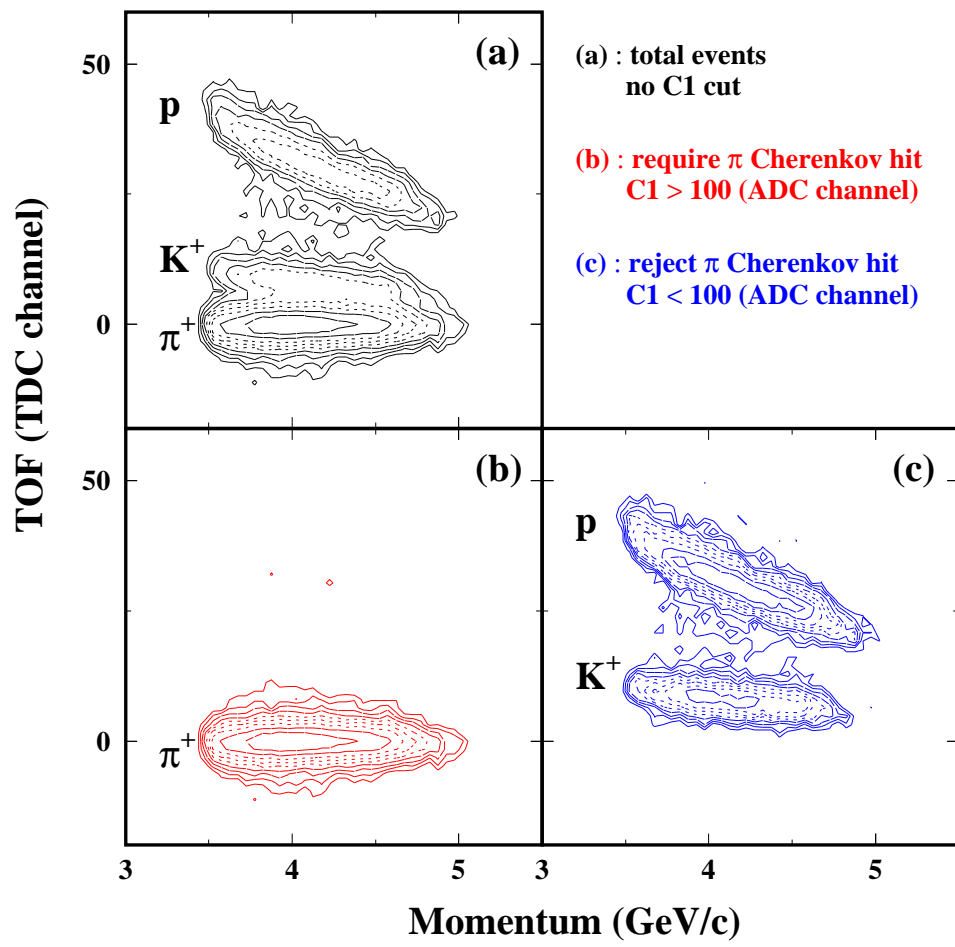 (a)
(a) : total events
no C1 cut
50
p
(b) : require π Cherenkov hit
C1 > 100 (ADC channel)
K+
(c) : reject π Cherenkov hit
C1 < 100 (ADC channel)
0
π+
TOF (TDC channel)
(b)
(c)
50
p
K+
0
π+
3
4
5
3
4
5
Momentum (GeV/c)